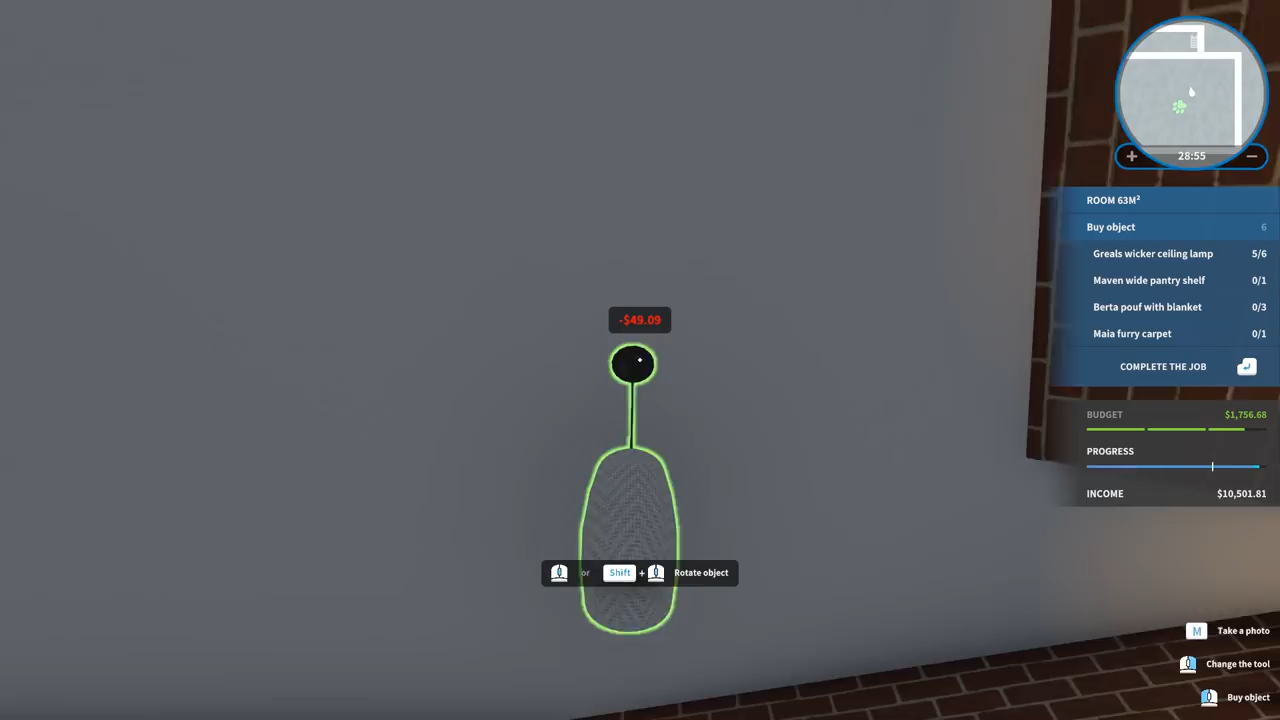 28:55
ROOM 63M²
Buy object 6
Greals wicker ceiling lamp 5/6
Maven wide pantry shelf 0/1
Berta pouf with blanket 0/3
Maia furry carpet 0/1
COMPLETE THE JOB
BUDGET $1,756.68
PROGRESS
INCOME $10,501.81
-$49.09
or Shift + Rotate object
M Take a photo
Change the tool
Buy object